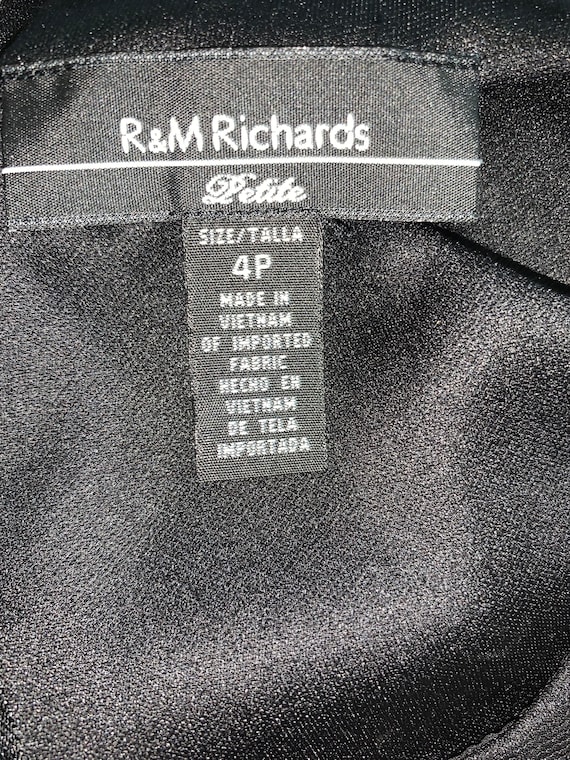 R&M Richards
Petite
SIZE/TALLA
4P
MADE IN
VIETNAM
OF IMPORTED
FABRIC
HECHO EN
VIETNAM
DE TELA
IMPORTADA